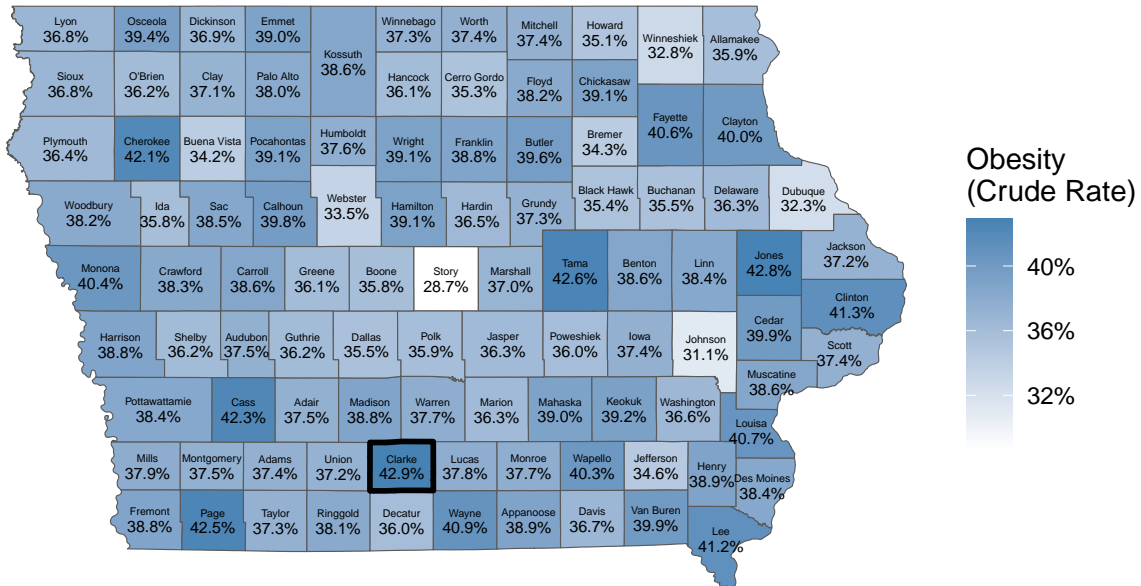 Lyon
36.8%
Osceola
39.4%
Dickinson
36.9%
Emmet
39.0%
Kossuth
38.6%
Winnebago
37.3%
Worth
37.4%
Mitchell
37.4%
Howard
35.1%
Winneshiek
32.8%
Allamakee
35.9%
Sioux
36.8%
O'Brien
36.2%
Clay
37.1%
Palo Alto
38.0%
Hancock
36.1%
Cerro Gordo
35.3%
Floyd
38.2%
Chickasaw
39.1%
Fayette
40.6%
Clayton
40.0%
Plymouth
36.4%
Cherokee
42.1%
Buena Vista
34.2%
Pocahontas
39.1%
Humboldt
37.6%
Wright
39.1%
Franklin
38.8%
Butler
39.6%
Bremer
34.3%
Woodbury
38.2%
Ida
35.8%
Sac
38.5%
Calhoun
39.8%
Webster
33.5%
Hamilton
39.1%
Hardin
36.5%
Grundy
37.3%
Black Hawk
35.4%
Buchanan
35.5%
Delaware
36.3%
Dubuque
32.3%
Monona
40.4%
Crawford
38.3%
Carroll
38.6%
Greene
36.1%
Boone
35.8%
Story
28.7%
Marshall
37.0%
Tama
42.6%
Benton
38.6%
Linn
38.4%
Jones
42.8%
Jackson
37.2%
Clinton
41.3%
Harrison
38.8%
Shelby
36.2%
Audubon
37.5%
Guthrie
36.2%
Dallas
35.5%
Polk
35.9%
Jasper
36.3%
Poweshiek
36.0%
Iowa
37.4%
Johnson
31.1%
Cedar
39.9%
Scott
37.4%
Muscatine
38.6%
Pottawattamie
38.4%
Cass
42.3%
Adair
37.5%
Madison
38.8%
Warren
37.7%
Marion
36.3%
Mahaska
39.0%
Keokuk
39.2%
Washington
36.6%
Louisa
40.7%
Mills
37.9%
Montgomery
37.5%
Adams
37.4%
Union
37.2%
Clarke
42.9%
Lucas
37.8%
Monroe
37.7%
Wapello
40.3%
Jefferson
34.6%
Henry
38.9%
Des Moines
38.4%
Fremont
38.8%
Page
42.5%
Taylor
37.3%
Ringgold
38.1%
Decatur
36.0%
Wayne
40.9%
Appanoose
38.9%
Davis
36.7%
Van Buren
39.9%
Lee
41.2%
Obesity
(Crude Rate)
40%
36%
32%